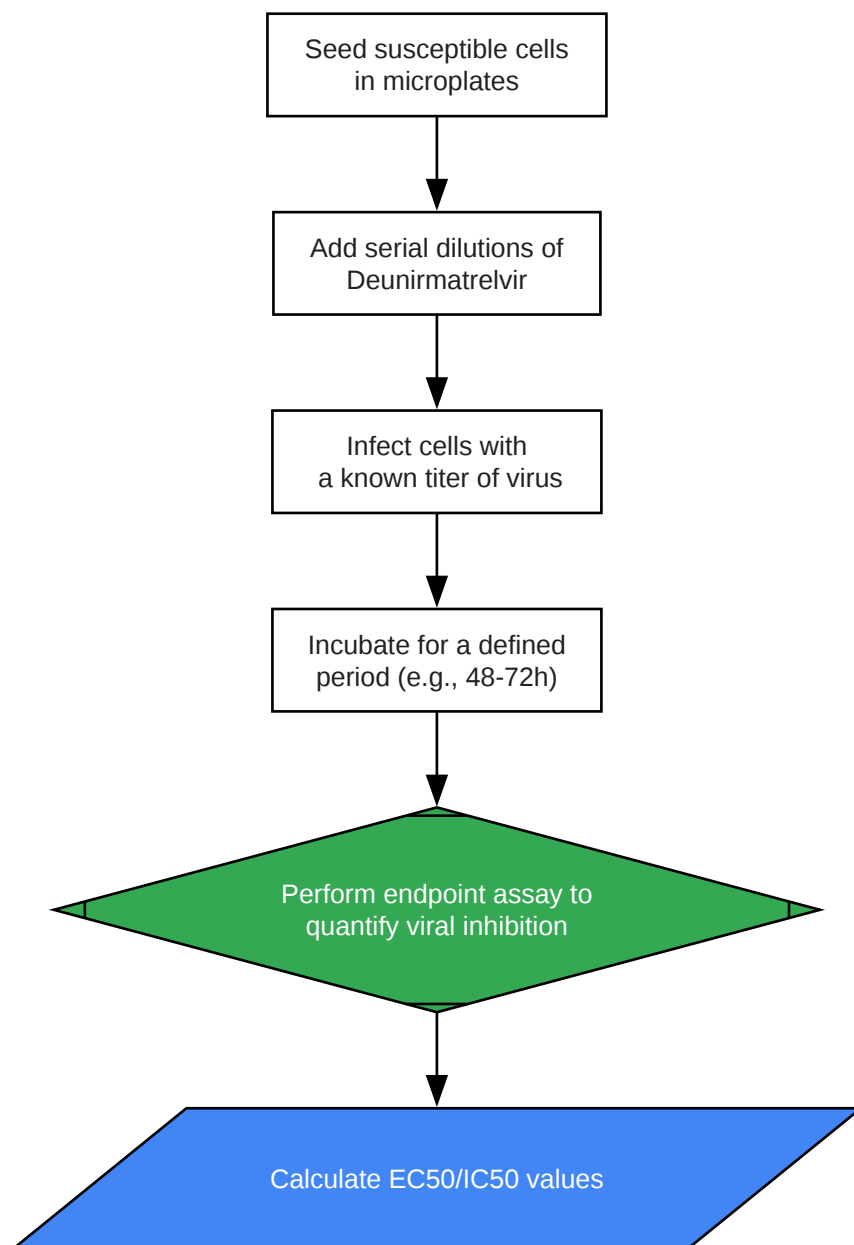 Seed susceptible cells
in microplates
Add serial dilutions of
Deunirmatrelvir
Infect cells with
a known titer of virus
Incubate for a defined
period (e.g., 48-72h)
Perform endpoint assay to
quantify viral inhibition
Calculate EC50/IC50 values